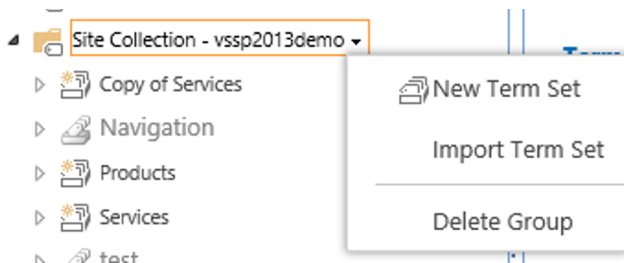 Site Collection - vssp2013demo
Copy of Services
Navigation
Products
Services
test
New Term Set
Import Term Set
Delete Group